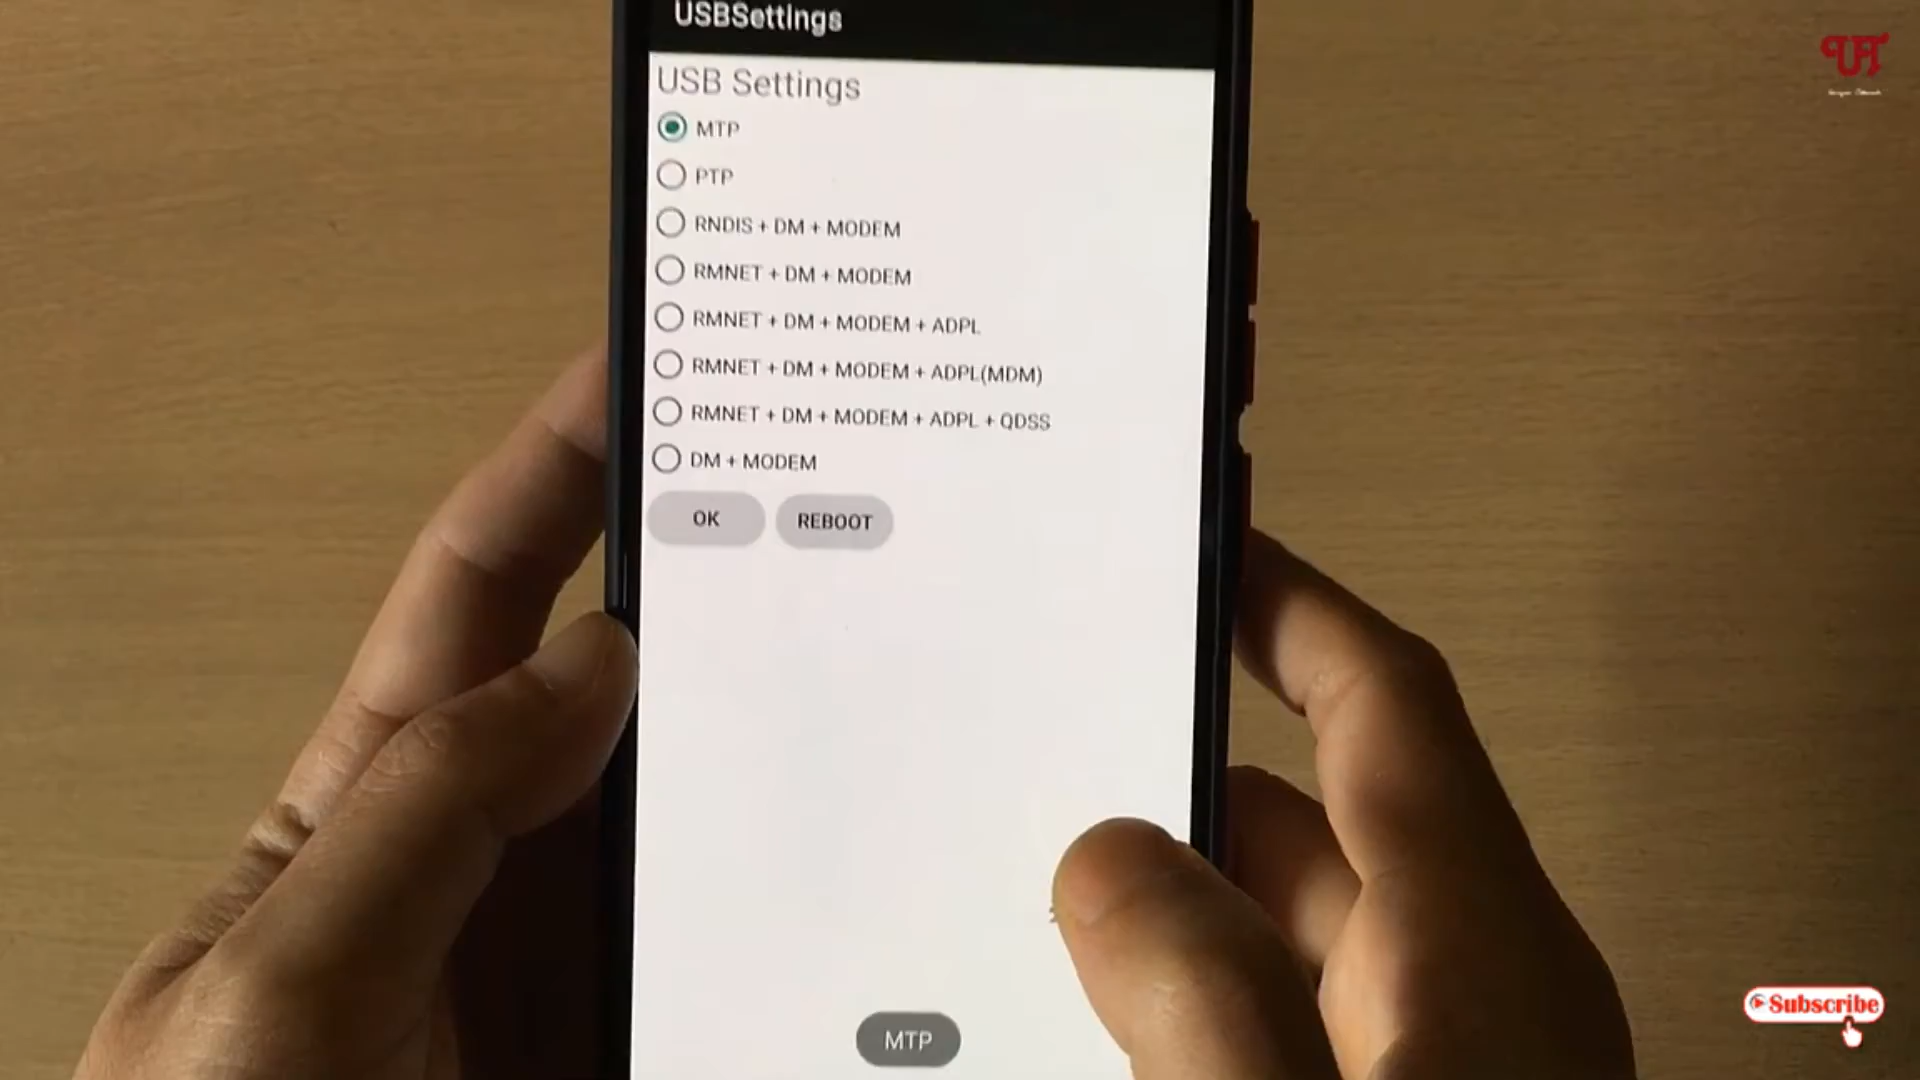 USBSettings
USB Settings
MTP
PTP
RNDIS + DM + MODEM
RMNET + DM + MODEM
RMNET + DM + MODEM + ADPL
RMNET + DM + MODEM + ADPL(MDM)
RMNET + DM + MODEM + ADPL + QDSS
DM + MODEM
OK
REBOOT
MTP
Subscribe